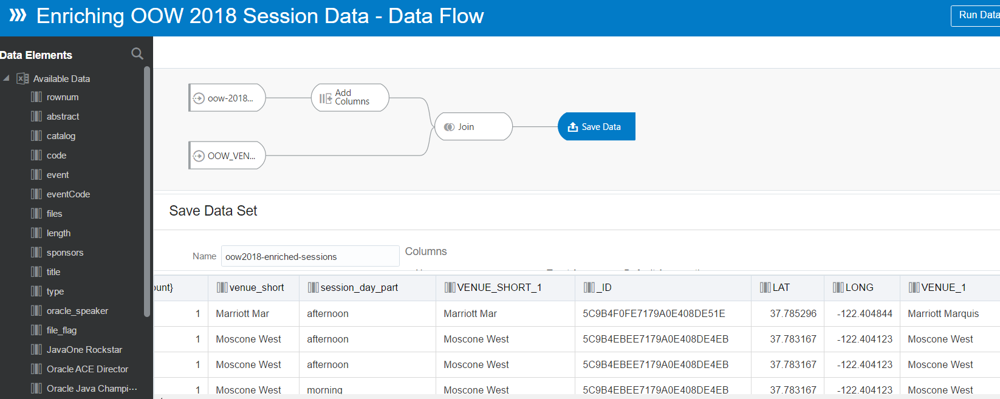 Enriching OOW 2018 Session Data - Data Flow
Run Data
Data Elements
Available Data
rownum
abstract
catalog
code
event
eventCode
files
length
sponsors
title
type
oracle_speaker
file_flag
JavaOne Rockstar
Oracle ACE Director
Oracle Java Champi...
oow-2018...
Add
Columns
Join
Save Data
OOW_VEN...
Save Data Set
Name oow2018-enriched-sessions
Columns
ount} venue_short session_day_part VENUE_SHORT_1 _ID LAT LONG VENUE_1
1 Marriott Mar afternoon Marriott Mar 5C9B4F0FE7179A0E408DE51E 37.785296 -122.404844 Marriott Marquis
1 Moscone West afternoon Moscone West 5C9B4EBEE7179A0E408DE4EB 37.783167 -122.404123 Moscone West
1 Moscone West afternoon Moscone West 5C9B4EBEE7179A0E408DE4EB 37.783167 -122.404123 Moscone West
1 Moscone West morning Moscone West 5C9B4EBEE7179A0E408DE4EB 37.783167 -122.404123 Moscone West